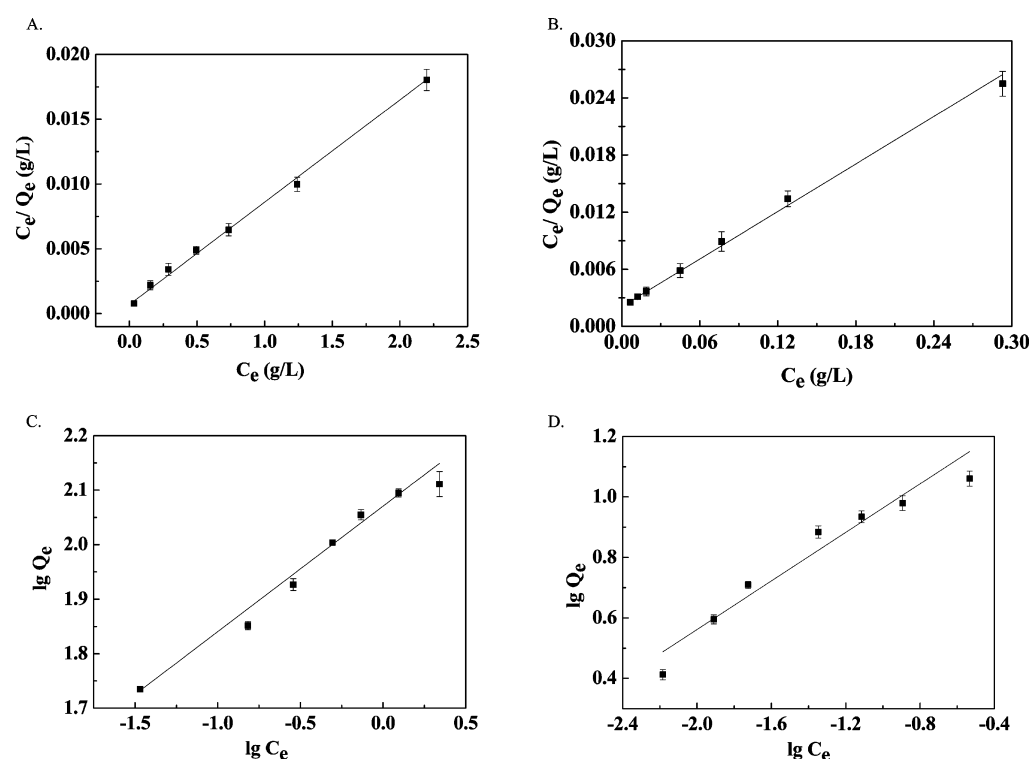 A.
0.020
0.015
0.010
0.005
0.000
Ce/ Qe (g/L)
0.0 0.5 1.0 1.5 2.0 2.5
Ce (g/L)
B.
0.030
0.024
0.018
0.012
0.006
0.000
Ce/ Qe (g/L)
0.00 0.06 0.12 0.18 0.24 0.30
Ce (g/L)
C.
2.2
2.1
2.0
1.9
1.8
1.7
lg Qe
-1.5 -1.0 -0.5 0.0 0.5
lg Ce
D.
1.2
1.0
0.8
0.6
0.4
lg Qe
-2.4 -2.0 -1.6 -1.2 -0.8 -0.4
lg Ce